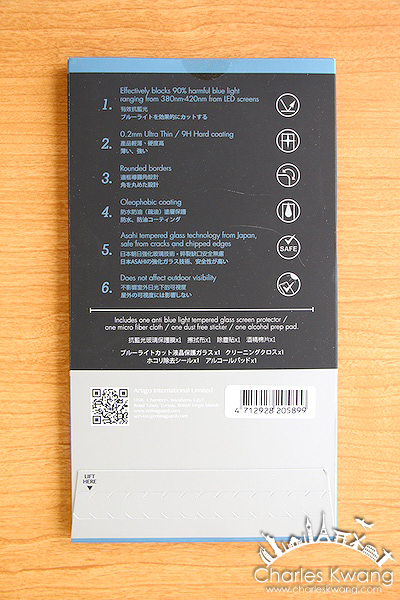 Effectively blocks 90% harmful blue light
ranging from 380nm-420nm from LED screens
1.
有效抗藍光
ブルーライトを効果的にカットする
0.2mm Ultra Thin / 9H Hard coating
2.
產品輕薄、硬度高
薄い、強い
Rounded borders
3.
邊框導圓角設計
角を丸めた設計
Oleophobic coating
4.
防水防油（疏油）塗層保護
防水、防油コーティング
Asahi tempered glass technology from Japan,
safe from cracks and chipped edges
5.
日本旭硝強化玻璃技術，特製缺口安全無慮
日本ASAHIの強化ガラス技術、安全性が高い
SAFE
Does not affect outdoor visibility
6.
不影響室外日光下的可視度
屋外の可視度には影響しない
Includes one anti blue light tempered glass screen protector /
one micro fiber cloth / one dust free sticker / one alcohol prep pad.
抗藍光玻璃保護膜x1 擦拭布x1 除塵貼x1 酒精棉片x1
ブルーライトカット液晶保護ガラスx1 クリーニングクロスx1
ホコリ除去シールx1 アルコールパッドx1
International Limited
4 712928 205899
LIFT
HERE
Charles Kwang
www.charleskwang.com